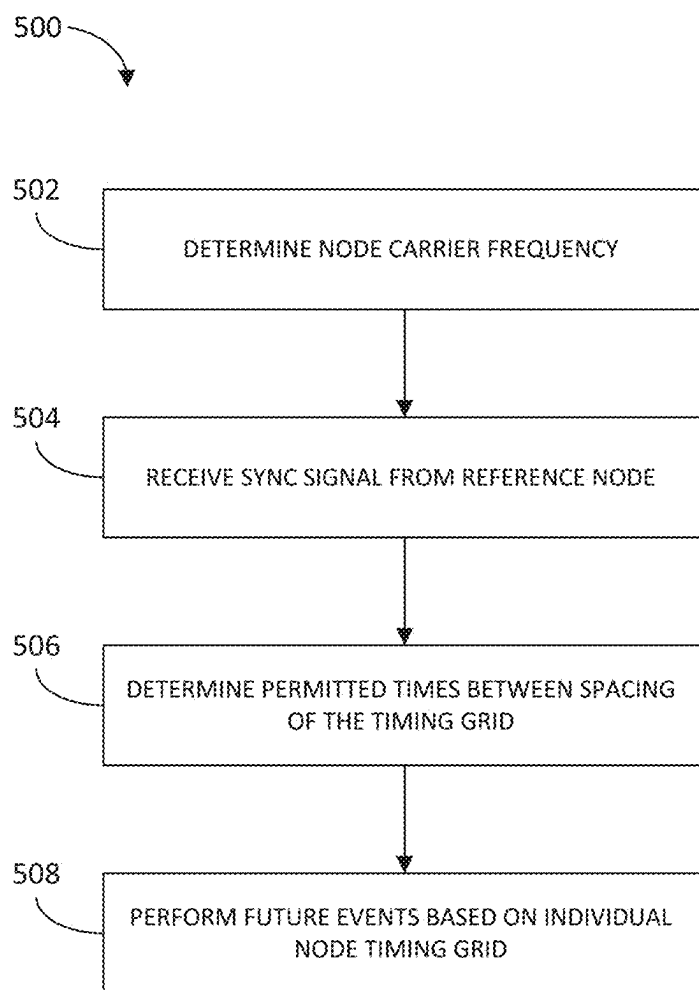 500
502
DETERMINE NODE CARRIER FREQUENCY
504
RECEIVE SYNC SIGNAL FROM REFERENCE NODE
506
DETERMINE PERMITTED TIMES BETWEEN SPACING
OF THE TIMING GRID
508
PERFORM FUTURE EVENTS BASED ON INDIVIDUAL
NODE TIMING GRID